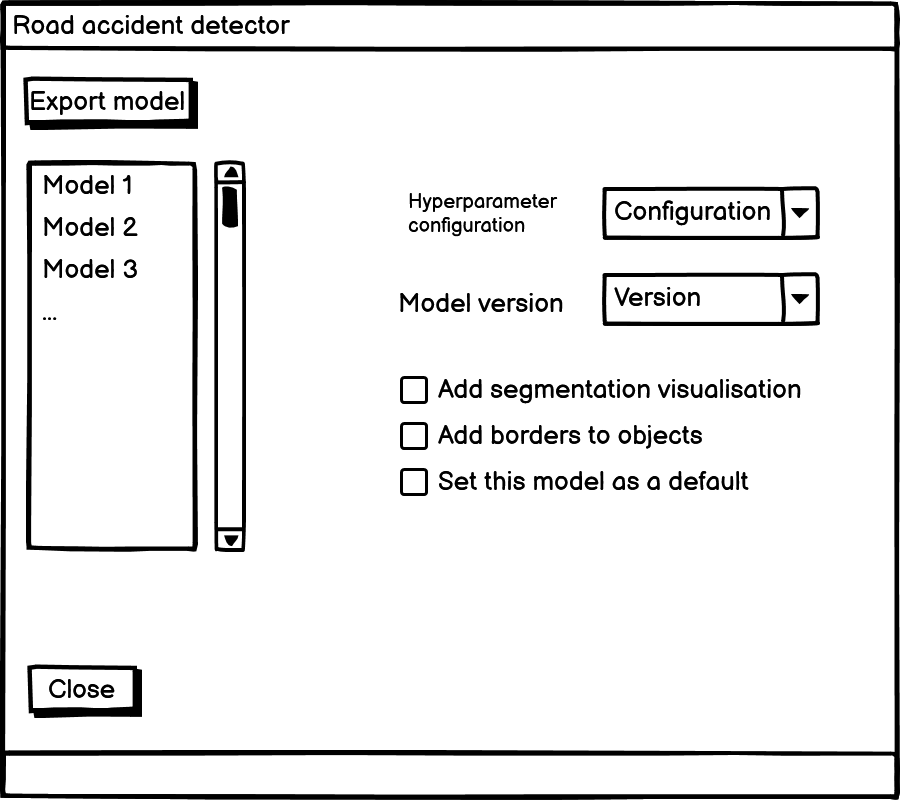 Road accident detector
Export model
Model 1
Model 2
Model 3
...
Hyperparameter
configuration
Configuration
Model version
Version
Add segmentation visualisation
Add borders to objects
Set this model as a default
Close